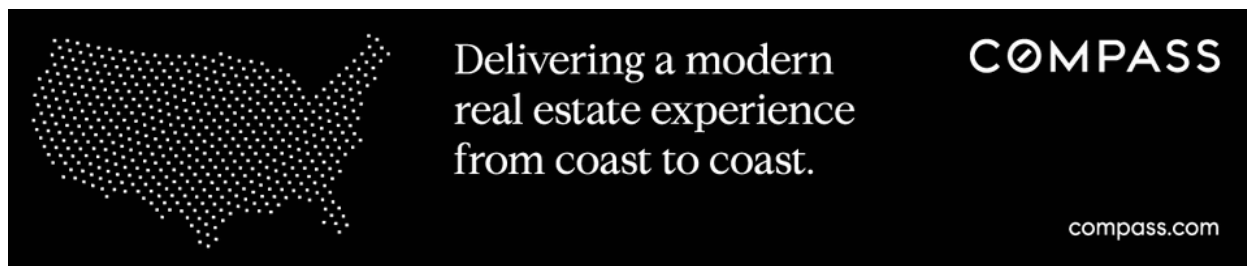 Delivering a modern
real estate experience
from coast to coast.
COMPASS
compass.com